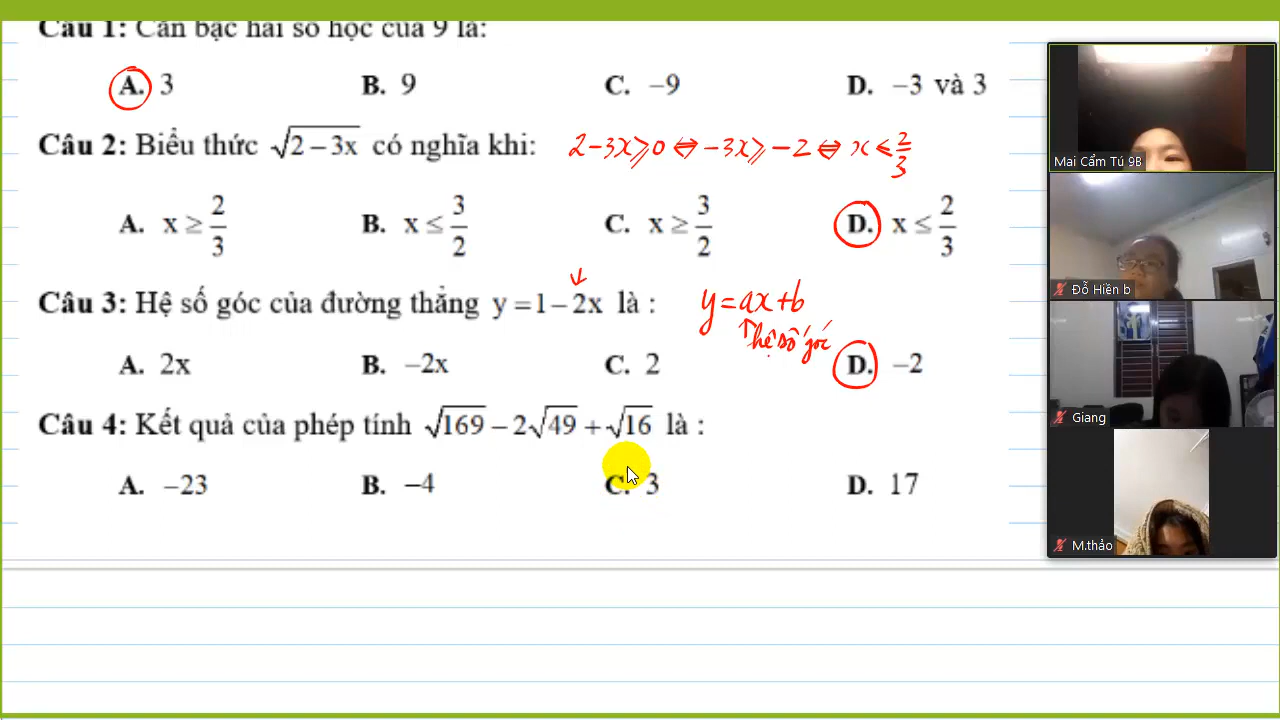 Câu 1: Căn bậc hai số học của 9 là:
A. 3 B. 9 C. −9 D. −3 và 3
Câu 2: Biểu thức √(2 − 3x) có nghĩa khi: 2-3x ⩾ 0 ⇔ -3x ⩾ -2 ⇔ x ⩽ 2/3
A. x ≥ 2/3 B. x ≤ 3/2 C. x ≥ 3/2 D. x ≤ 2/3
Câu 3: Hệ số góc của đường thẳng y = 1 − 2x là : y = ax + b
hệ số góc
A. 2x B. −2x C. 2 D. −2
Câu 4: Kết quả của phép tính √169 − 2√49 + √16 là :
A. −23 B. −4 C. 3 D. 17
Mai Cẩm Tú 9B
Đỗ Hiền b
Giang
M.thảo